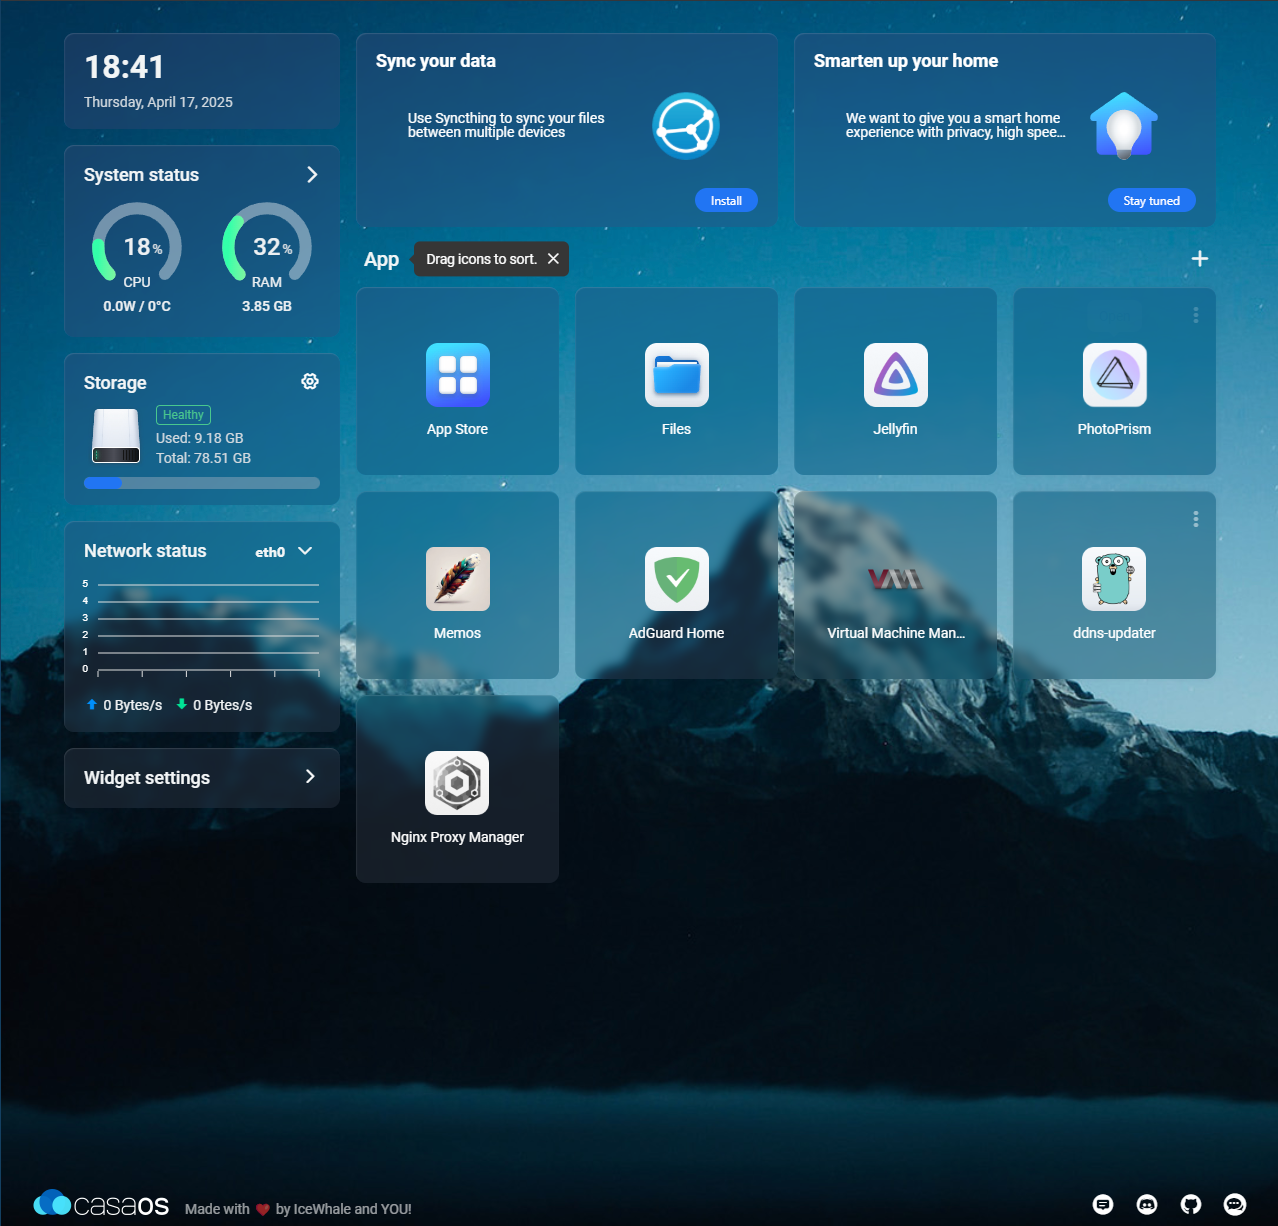 18:41
Thursday, April 17, 2025
System status
18%
CPU
0.0W / 0°C
32%
RAM
3.85 GB
Storage
Healthy
Used: 9.18 GB
Total: 78.51 GB
Network status
eth0
5
4
3
2
1
0
0 Bytes/s
0 Bytes/s
Widget settings
Sync your data
Use Syncthing to sync your files
between multiple devices
Install
Smarten up your home
We want to give you a smart home
experience with privacy, high spee...
Stay tuned
App
Drag icons to sort.
App Store
Files
Jellyfin
PhotoPrism
Memos
AdGuard Home
VM
Virtual Machine Man...
ddns-updater
Nginx Proxy Manager
casaOS
Made with ❤ by IceWhale and YOU!